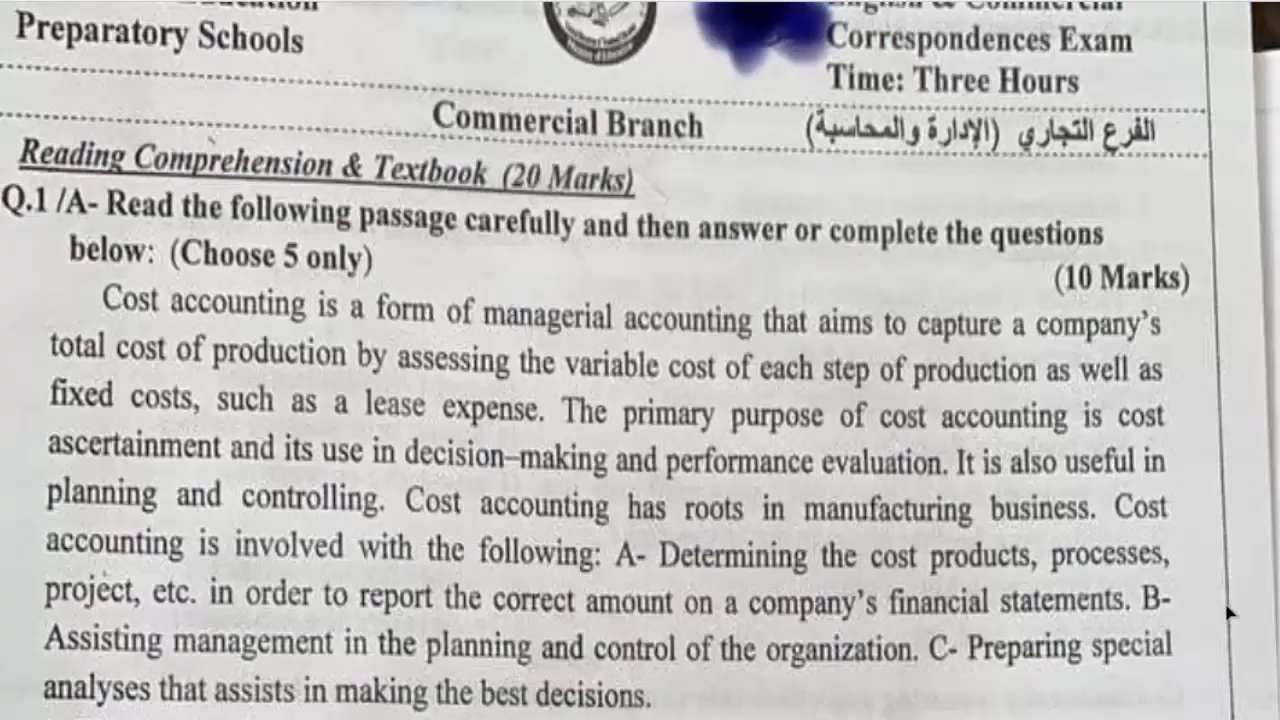 Preparatory Schools
Correspondences Exam
Time: Three Hours
Commercial Branch
الفرع التجاري (الإدارة والمحاسبة)
Reading Comprehension & Textbook (20 Marks)
Q.1 /A- Read the following passage carefully and then answer or complete the questions
below: (Choose 5 only)
(10 Marks)
Cost accounting is a form of managerial accounting that aims to capture a company's
total cost of production by assessing the variable cost of each step of production as well as
fixed costs, such as a lease expense. The primary purpose of cost accounting is cost
ascertainment and its use in decision–making and performance evaluation. It is also useful in
planning and controlling. Cost accounting has roots in manufacturing business. Cost
accounting is involved with the following: A- Determining the cost products, processes,
project, etc. in order to report the correct amount on a company's financial statements. B-
Assisting management in the planning and control of the organization. C- Preparing special
analyses that assists in making the best decisions.